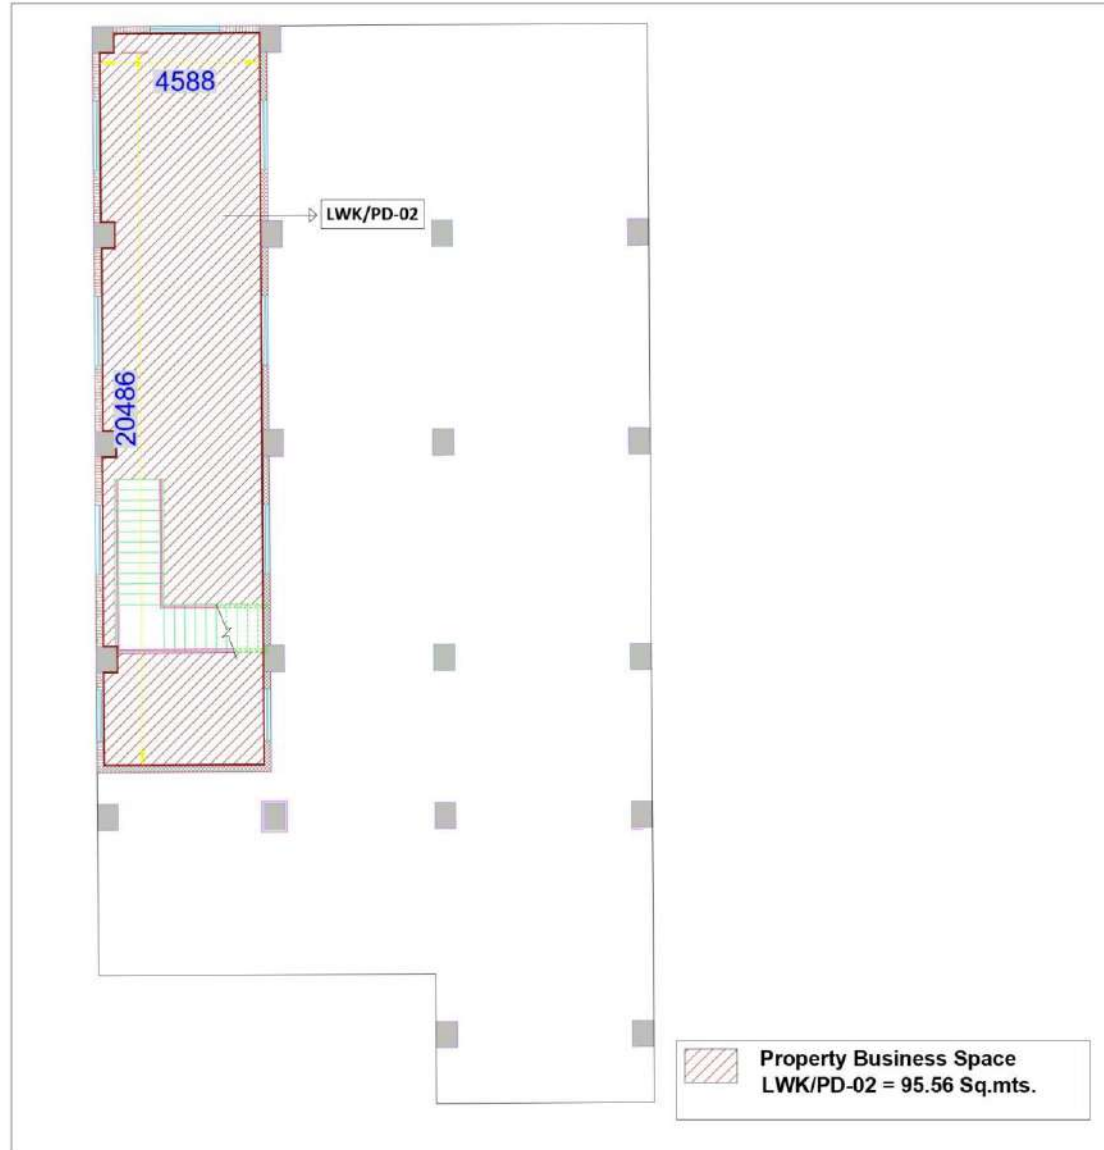 4588
LWK/PD-02
20486
Property Business Space
LWK/PD-02 = 95.56 Sq.mts.